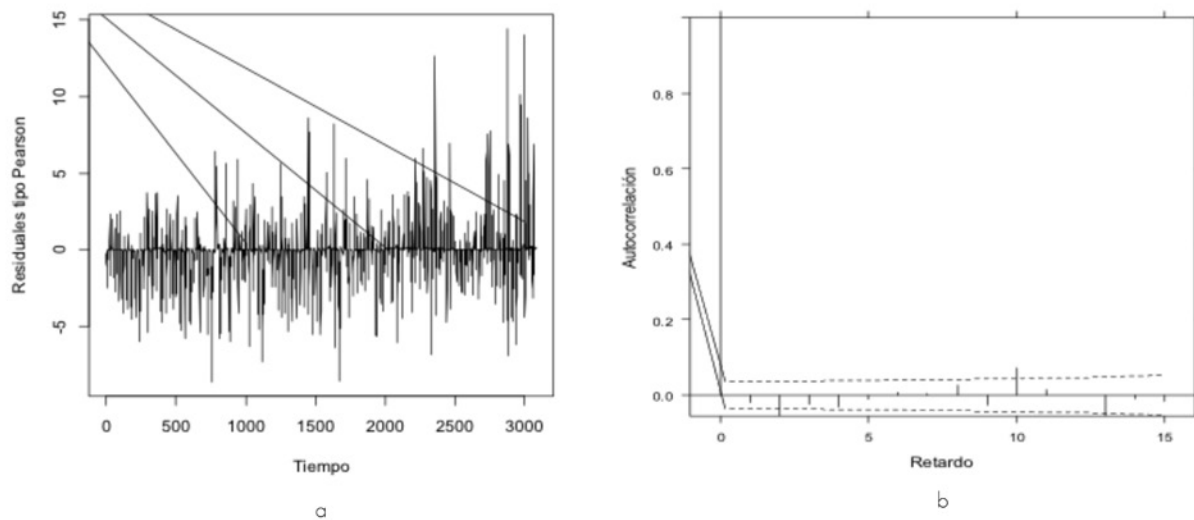 15
10
5
0
-5
Residuales tipo Pearson
0 500 1000 1500 2000 2500 3000
Tiempo
a
0.8
0.6
0.4
0.2
0.0
Autocorrelación
0 5 10 15
Retardo
b